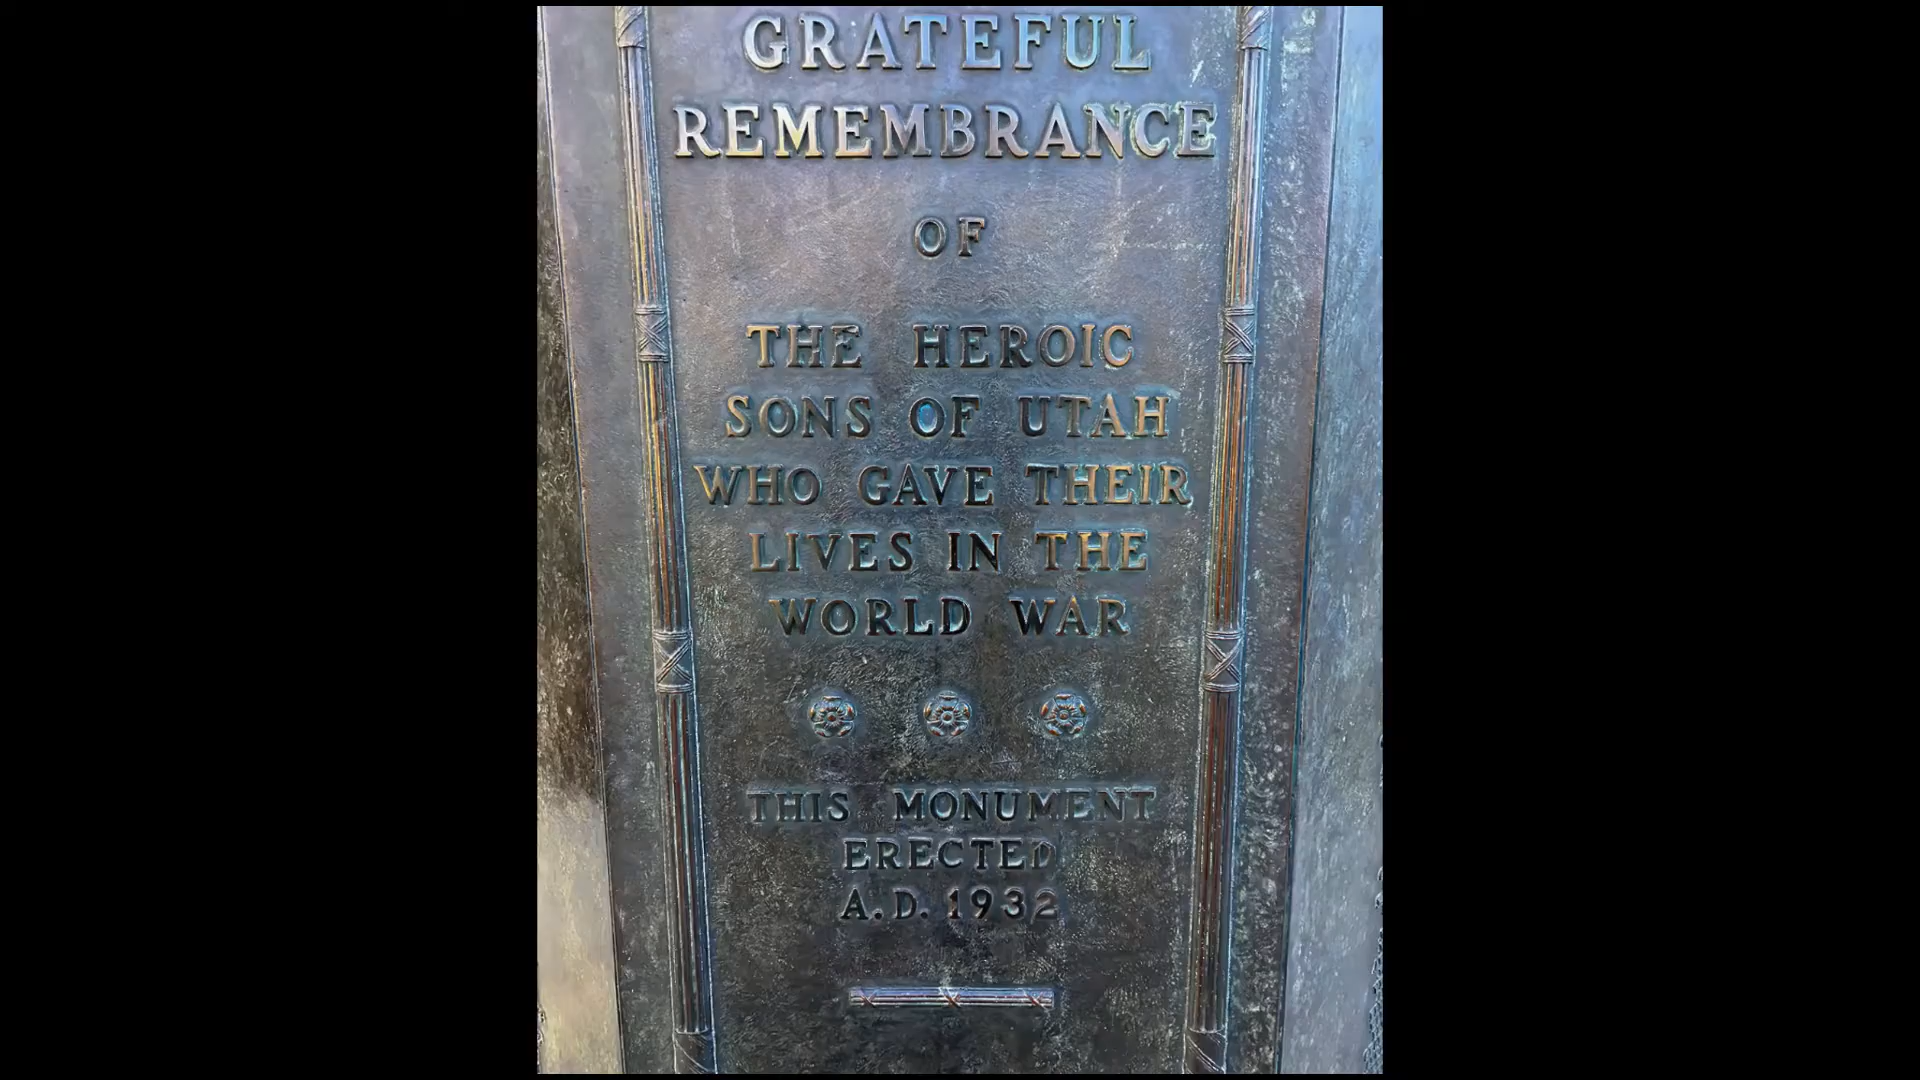 GRATEFUL
REMEMBRANCE
OF
THE HEROIC
SONS OF UTAH
WHO GAVE THEIR
LIVES IN THE
WORLD WAR
THIS MONUMENT
ERECTED
A.D. 1932